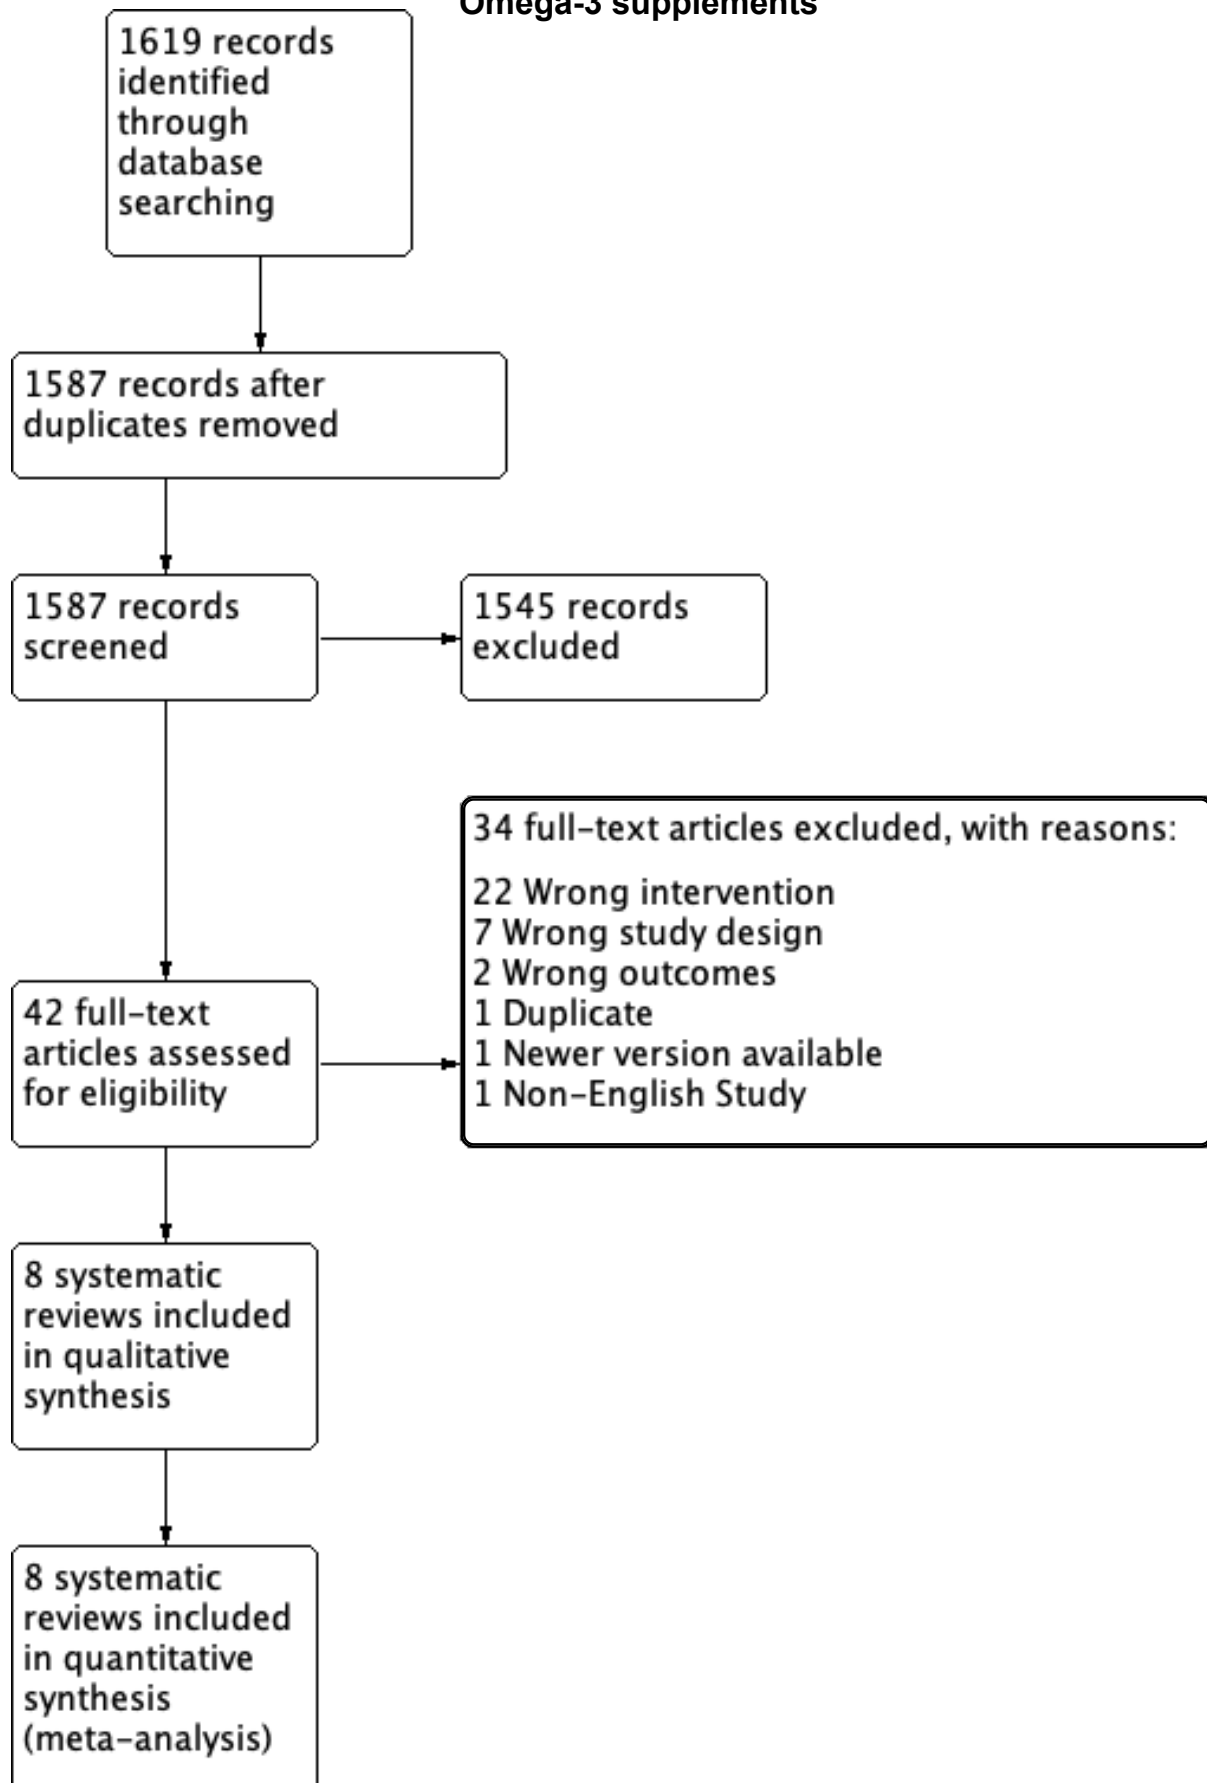 Omega-3 supplements
1619 records
identified
through
database
searching
1587 records after
duplicates removed
1587 records
screened
1545 records
excluded
34 full-text articles excluded, with reasons:
22 Wrong intervention
7 Wrong study design
2 Wrong outcomes
1 Duplicate
1 Newer version available
1 Non-English Study
42 full-text
articles assessed
for eligibility
8 systematic
reviews included
in qualitative
synthesis
8 systematic
reviews included
in quantitative
synthesis
(meta-analysis)